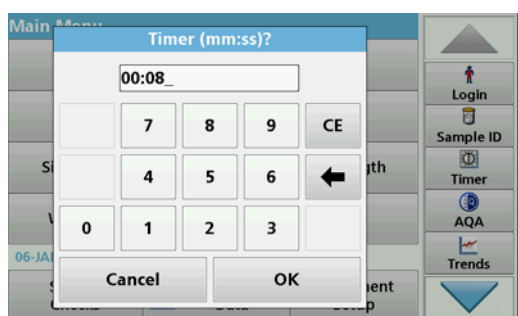 Main Menu
Timer (mm:ss)?
00:08_
7 8 9 CE
4 5 6
0 1 2 3
Cancel OK
06-JA
Login
Sample ID
Timer
AQA
Trends